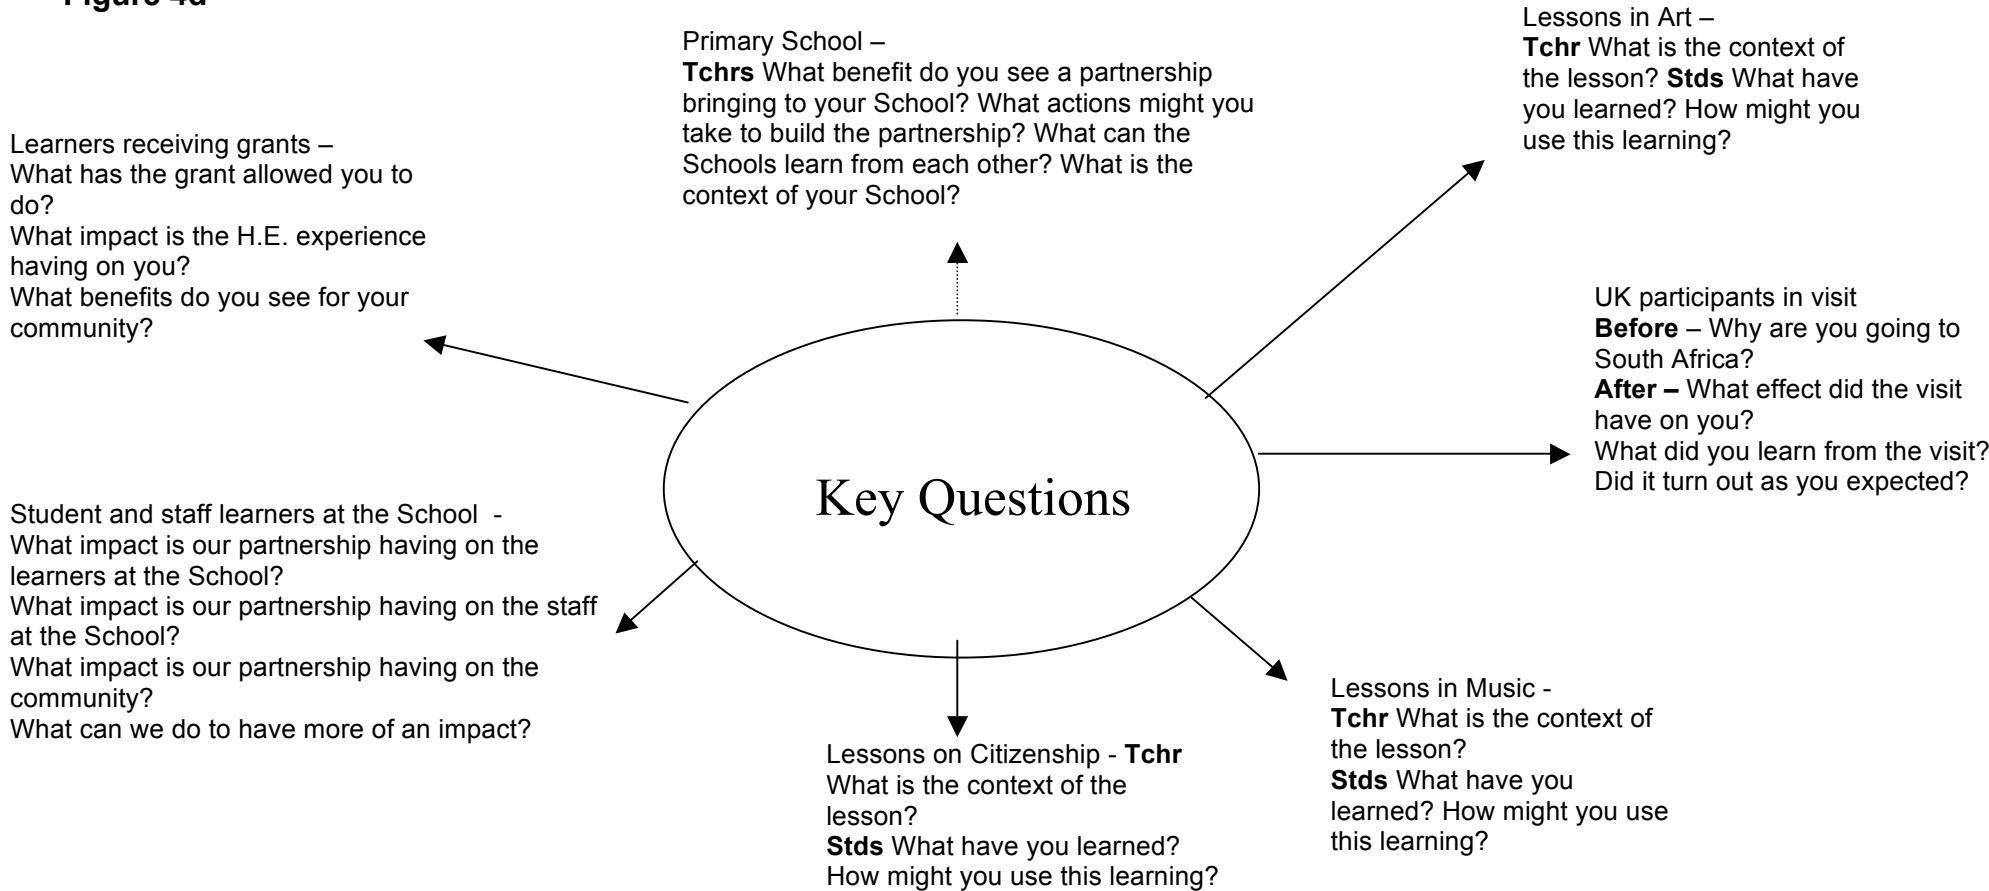 Figure 4d
Primary School –
Tchrs What benefit do you see a partnership
bringing to your School? What actions might you
take to build the partnership? What can the
Schools learn from each other? What is the
context of your School?
Lessons in Art –
Tchr What is the context of
the lesson? Stds What have
you learned? How might you
use this learning?
Learners receiving grants –
What has the grant allowed you to
do?
What impact is the H.E. experience
having on you?
What benefits do you see for your
community?
UK participants in visit
Before – Why are you going to
South Africa?
After – What effect did the visit
have on you?
What did you learn from the visit?
Did it turn out as you expected?
Key Questions
Student and staff learners at the School -
What impact is our partnership having on the
learners at the School?
What impact is our partnership having on the staff
at the School?
What impact is our partnership having on the
community?
What can we do to have more of an impact?
Lessons on Citizenship - Tchr
What is the context of the
lesson?
Stds What have you learned?
How might you use this learning?
Lessons in Music -
Tchr What is the context of
the lesson?
Stds What have you
learned? How might you use
this learning?